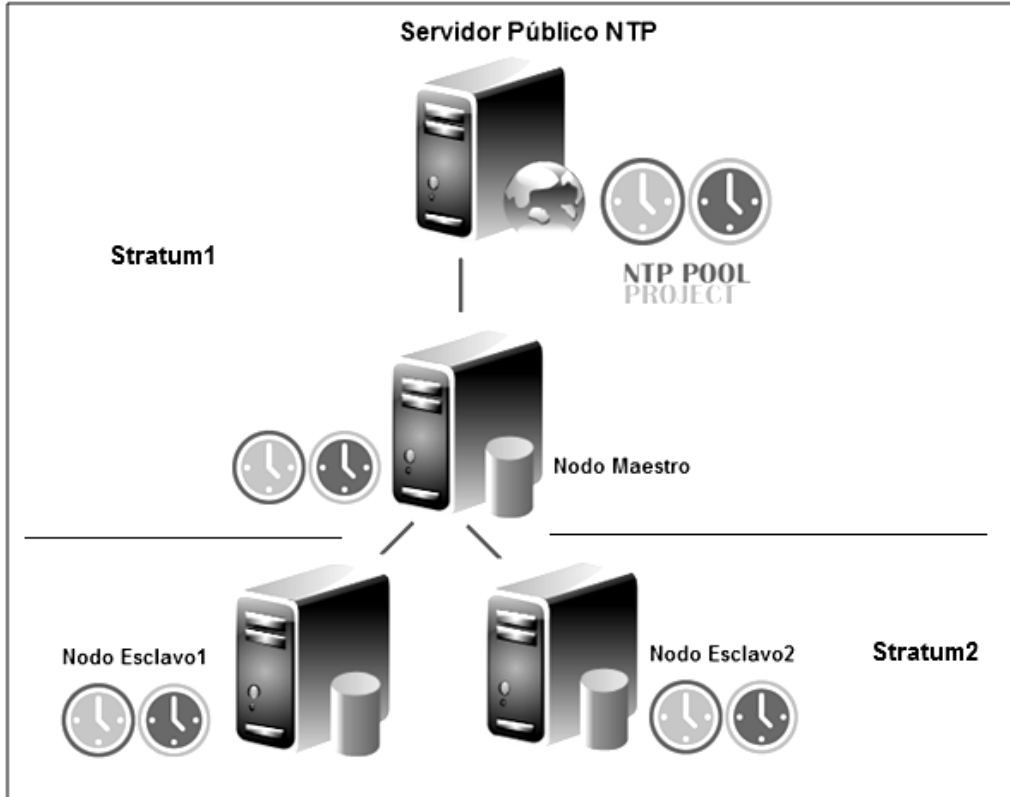 Servidor Público NTP
Stratum1
NTP POOL
PROJECT
Nodo Maestro
Nodo Esclavo1
Nodo Esclavo2
Stratum2